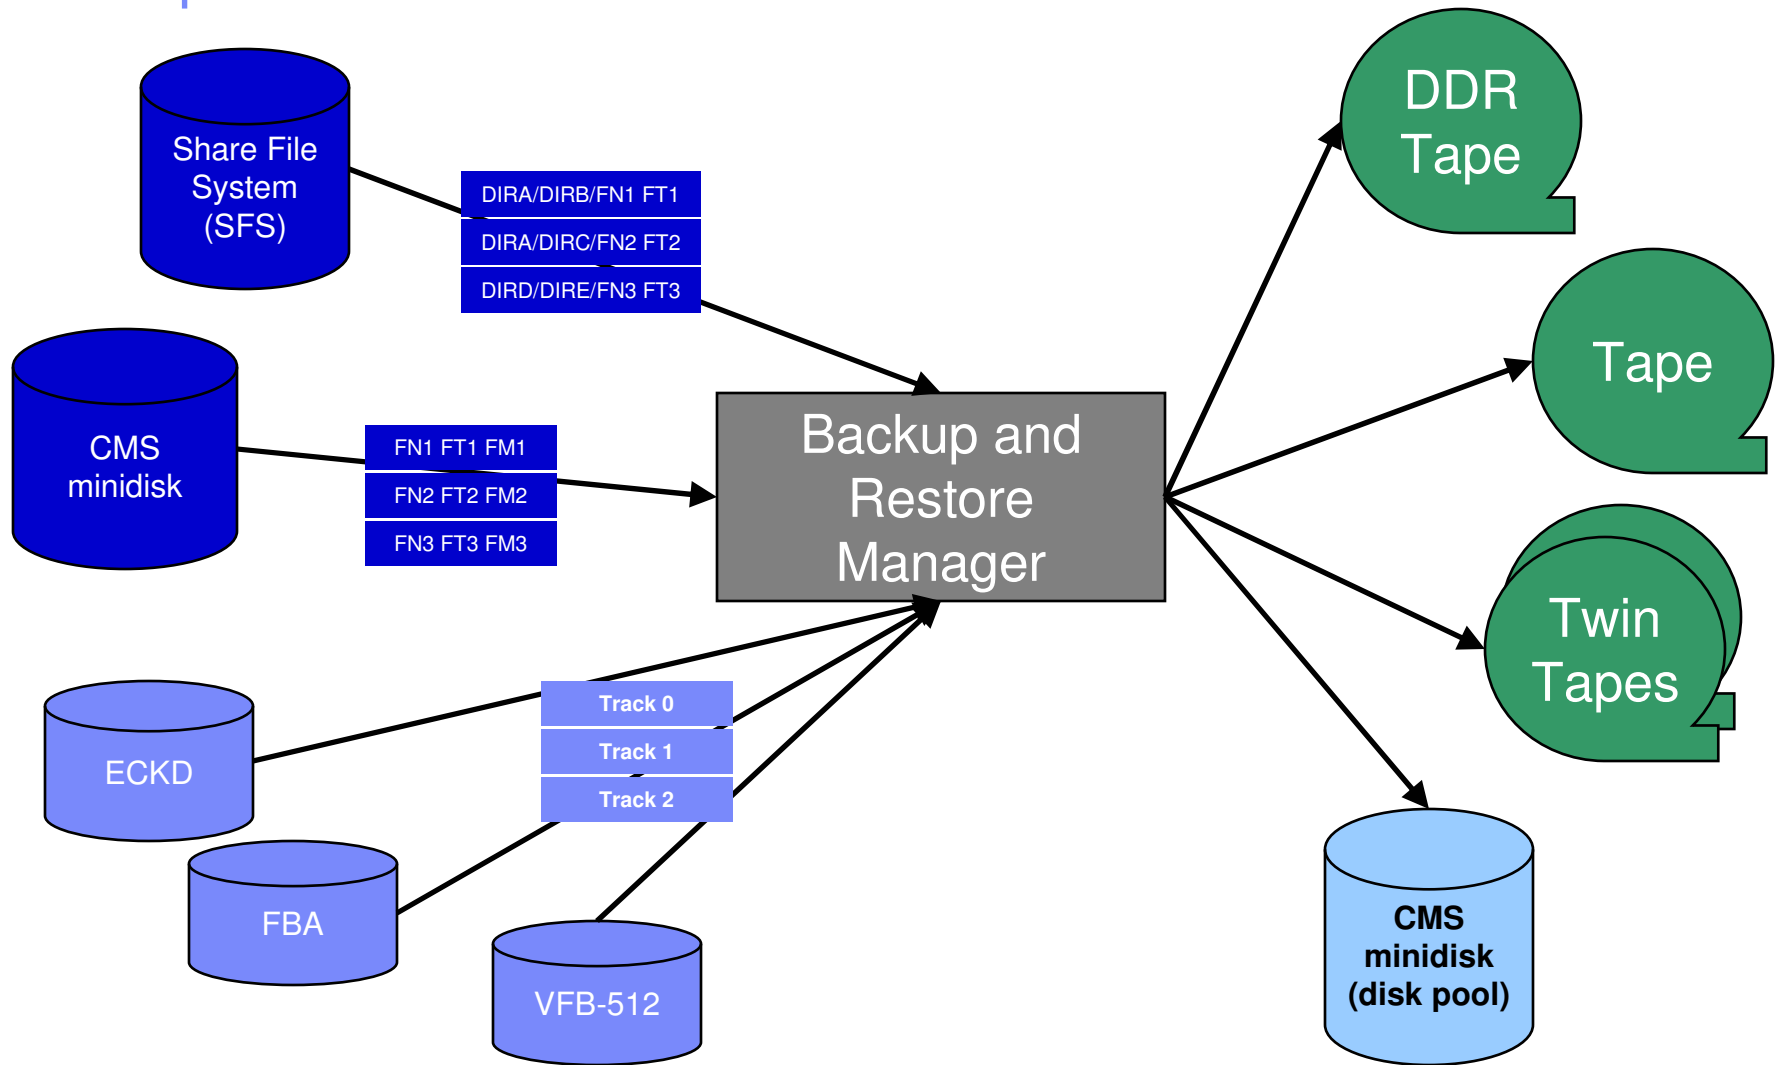 Share File
System
(SFS)
DIRA/DIRB/FN1 FT1
DIRA/DIRC/FN2 FT2
DIRD/DIRE/FN3 FT3
CMS
minidisk
FN1 FT1 FM1
FN2 FT2 FM2
FN3 FT3 FM3
Backup and
Restore
Manager
ECKD
FBA
VFB-512
Track 0
Track 1
Track 2
DDR
Tape
Tape
Twin
Tapes
CMS
minidisk
(disk pool)